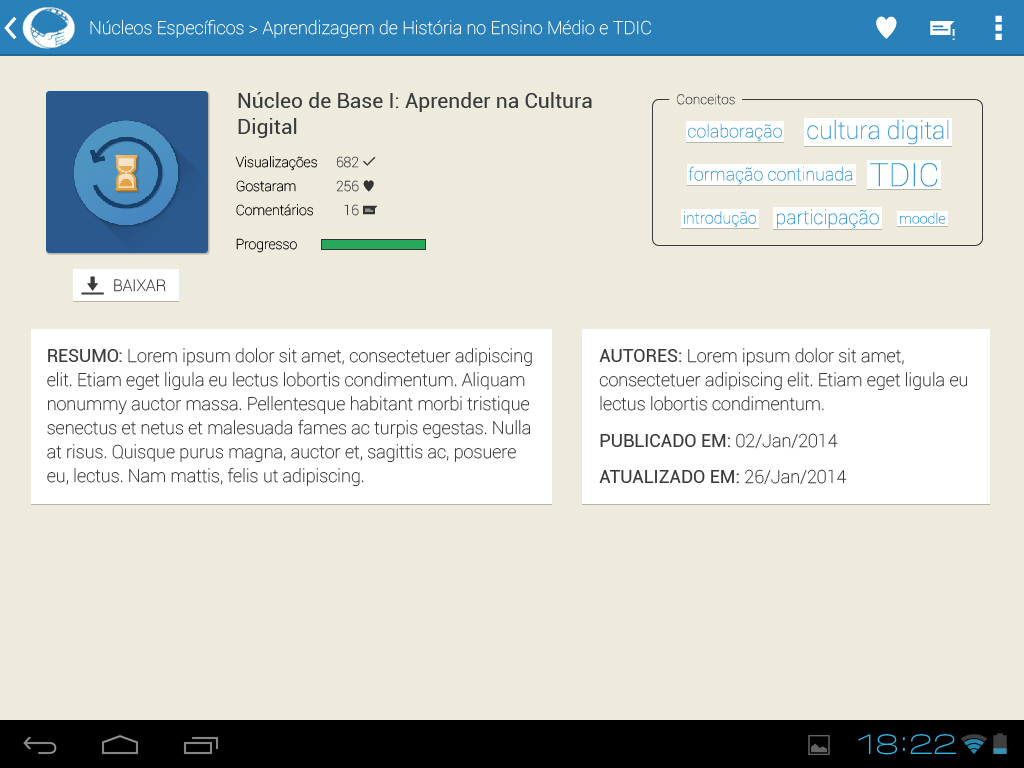 Núcleos Específicos > Aprendizagem de História no Ensino Médio e TDIC
Núcleo de Base I: Aprender na Cultura
Digital
Visualizações 682
Gostaram 256
Comentários 16
Progresso
BAIXAR
Conceitos
colaboração cultura digital
formação continuada TDIC
introdução participação moodle
RESUMO: Lorem ipsum dolor sit amet, consectetuer adipiscing
elit. Etiam eget ligula eu lectus lobortis condimentum. Aliquam
nonummy auctor massa. Pellentesque habitant morbi tristique
senectus et netus et malesuada fames ac turpis egestas. Nulla
at risus. Quisque purus magna, auctor et, sagittis ac, posuere
eu, lectus. Nam mattis, felis ut adipiscing.
AUTORES: Lorem ipsum dolor sit amet,
consectetuer adipiscing elit. Etiam eget ligula eu
lectus lobortis condimentum.
PUBLICADO EM: 02/Jan/2014
ATUALIZADO EM: 26/Jan/2014
18:22